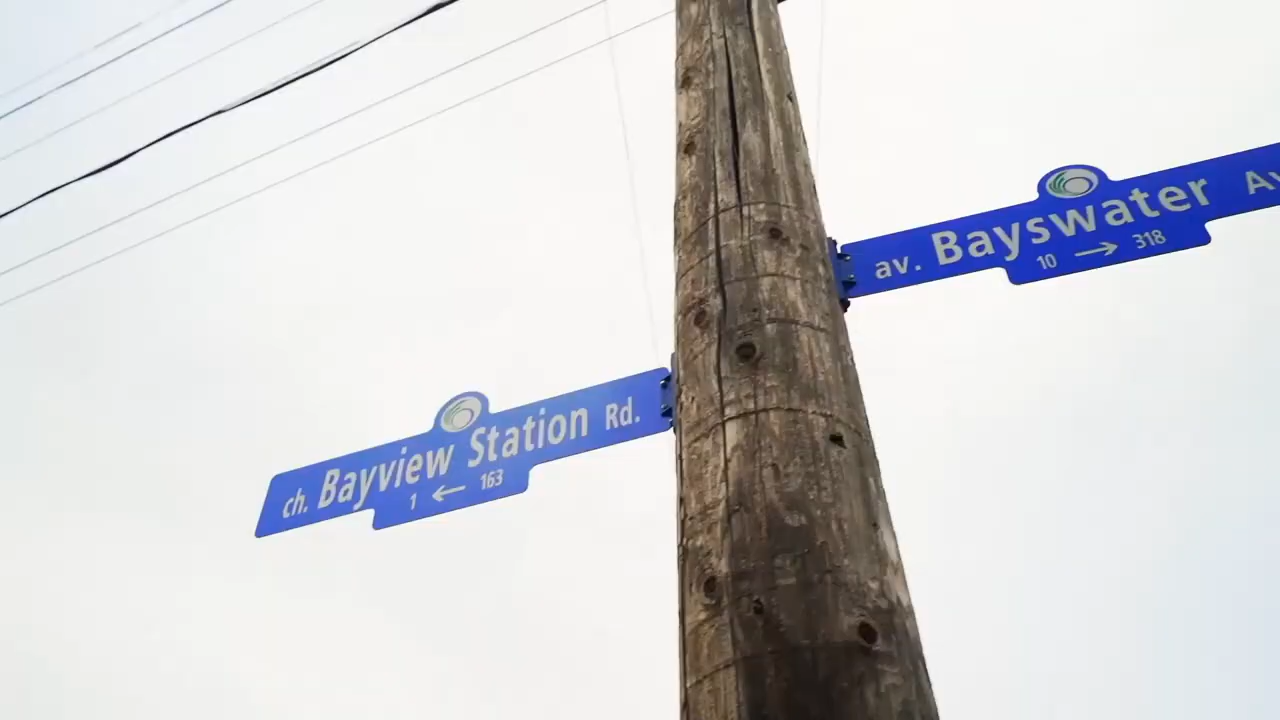 ch. Bayview Station Rd.
1 ← 163
av. Bayswater Av
10 → 318